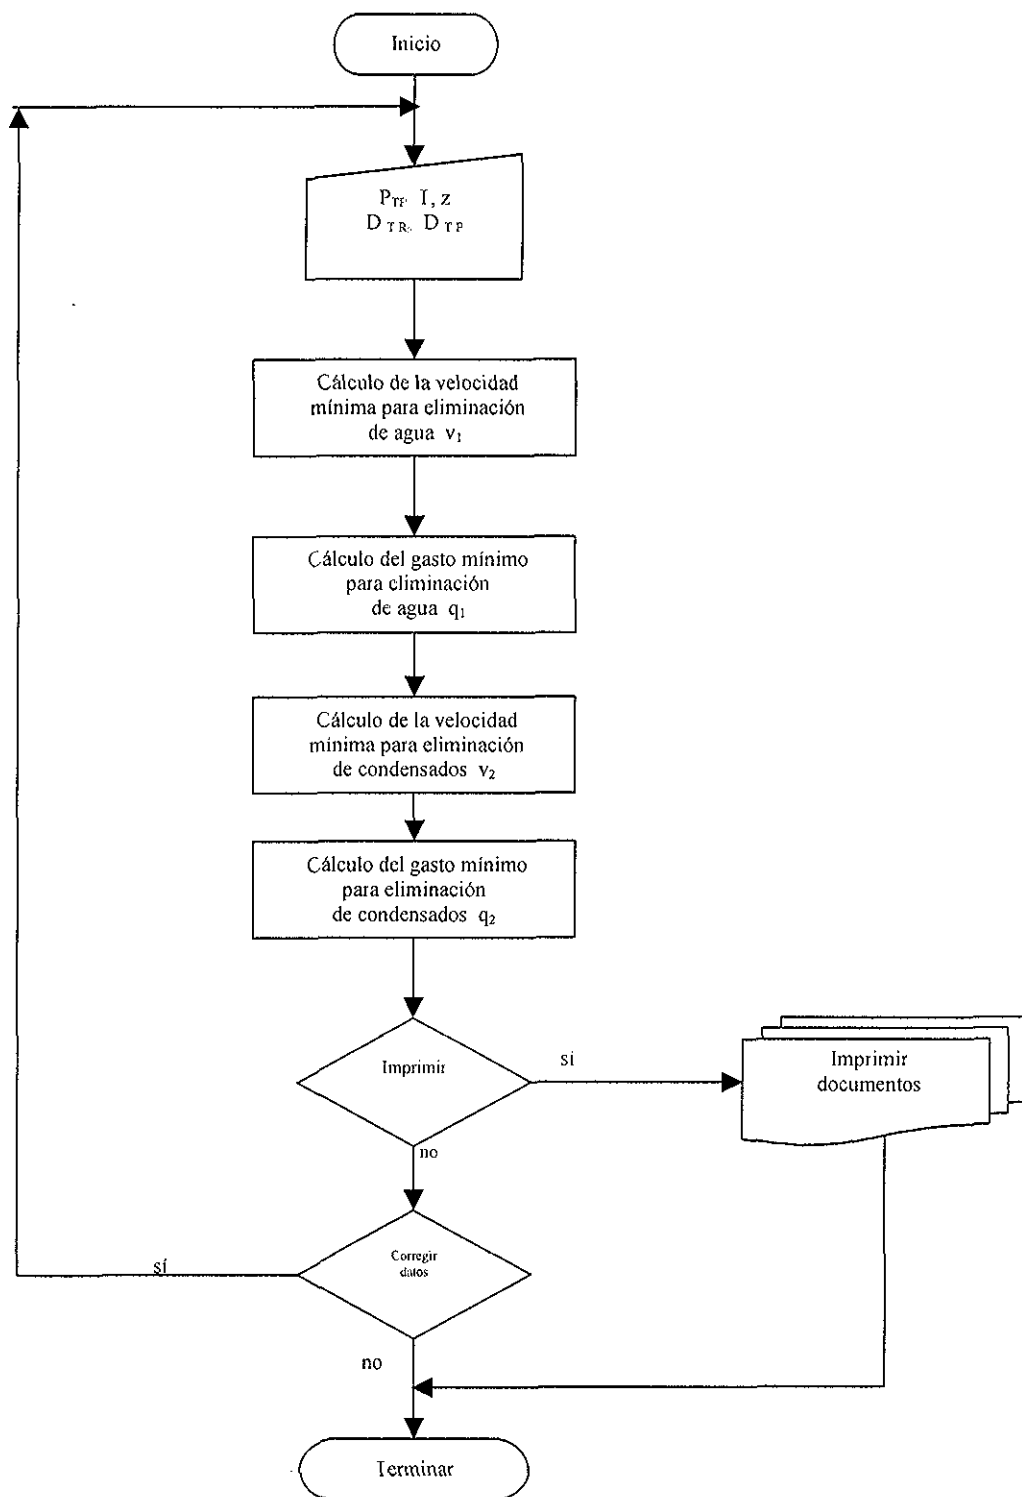 Inicio
P_TP, T, z
D_TR, D_TP
Cálculo de la velocidad
mínima para eliminación
de agua v₁
Cálculo del gasto mínimo
para eliminación
de agua q₁
Cálculo de la velocidad
mínima para eliminación
de condensados v₂
Cálculo del gasto mínimo
para eliminación
de condensados q₂
Imprimir
sí
Imprimir
documentos
no
Corregir
datos
sí
no
Terminar